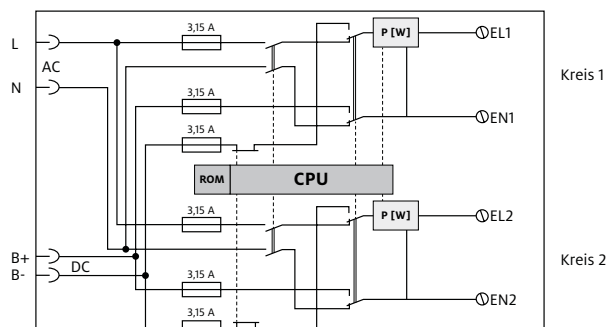 3,15 A
L
P [W]
EL1
AC
Kreis 1
N
3,15 A
EN1
3,15 A
ROM
CPU
3,15 A
P [W]
EL2
B+
DC
Kreis 2
B-
3,15 A
EN2
3,15 A